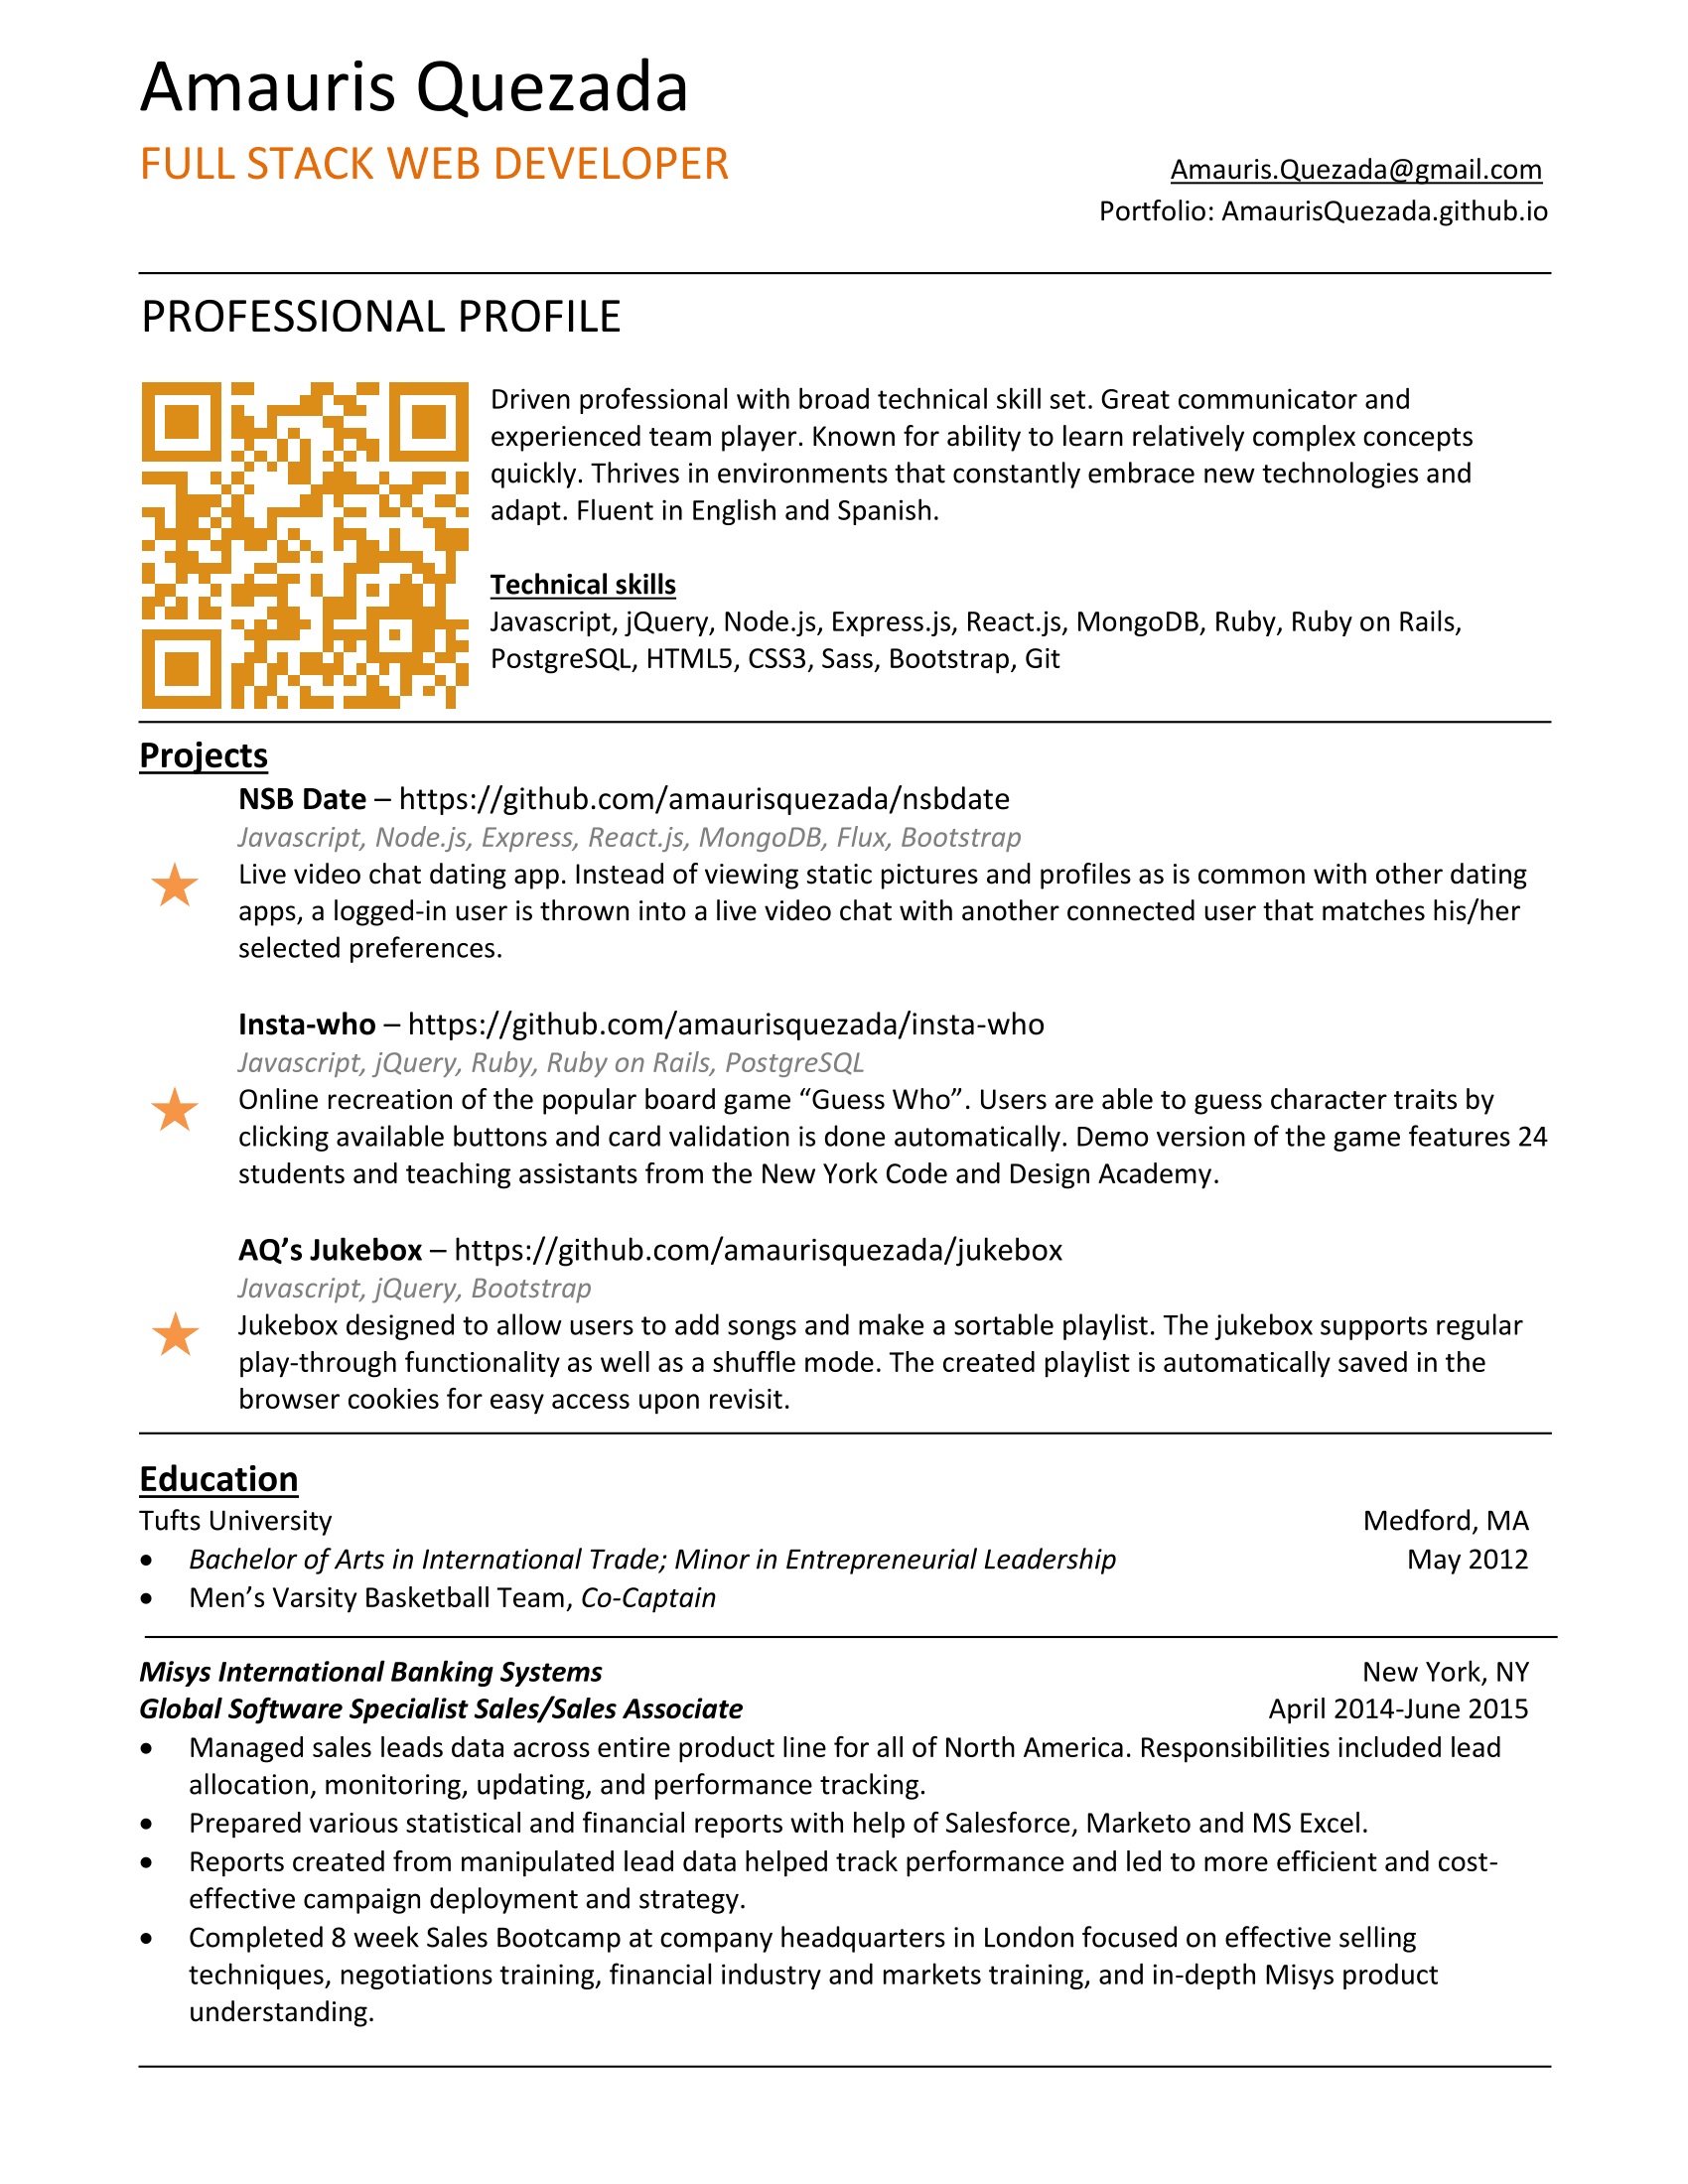 Amauris Quezada
FULL STACK WEB DEVELOPER
Amauris.Quezada@gmail.com
Portfolio: AmaurisQuezada.github.io
PROFESSIONAL PROFILE
Driven professional with broad technical skill set. Great communicator and
experienced team player. Known for ability to learn relatively complex concepts
quickly. Thrives in environments that constantly embrace new technologies and
adapt. Fluent in English and Spanish.
Technical skills
Javascript, jQuery, Node.js, Express.js, React.js, MongoDB, Ruby, Ruby on Rails,
PostgreSQL, HTML5, CSS3, Sass, Bootstrap, Git
Projects
NSB Date – https://github.com/amaurisquezada/nsbdate
Javascript, Node.js, Express, React.js, MongoDB, Flux, Bootstrap
Live video chat dating app. Instead of viewing static pictures and profiles as is common with other dating
apps, a logged-in user is thrown into a live video chat with another connected user that matches his/her
selected preferences.
Insta-who – https://github.com/amaurisquezada/insta-who
Javascript, jQuery, Ruby, Ruby on Rails, PostgreSQL
Online recreation of the popular board game “Guess Who”. Users are able to guess character traits by
clicking available buttons and card validation is done automatically. Demo version of the game features 24
students and teaching assistants from the New York Code and Design Academy.
AQ’s Jukebox – https://github.com/amaurisquezada/jukebox
Javascript, jQuery, Bootstrap
Jukebox designed to allow users to add songs and make a sortable playlist. The jukebox supports regular
play-through functionality as well as a shuffle mode. The created playlist is automatically saved in the
browser cookies for easy access upon revisit.
Education
Tufts University Medford, MA
• Bachelor of Arts in International Trade; Minor in Entrepreneurial Leadership May 2012
• Men’s Varsity Basketball Team, Co-Captain
Misys International Banking Systems New York, NY
Global Software Specialist Sales/Sales Associate April 2014-June 2015
• Managed sales leads data across entire product line for all of North America. Responsibilities included lead
allocation, monitoring, updating, and performance tracking.
• Prepared various statistical and financial reports with help of Salesforce, Marketo and MS Excel.
• Reports created from manipulated lead data helped track performance and led to more efficient and cost-
effective campaign deployment and strategy.
• Completed 8 week Sales Bootcamp at company headquarters in London focused on effective selling
techniques, negotiations training, financial industry and markets training, and in-depth Misys product
understanding.